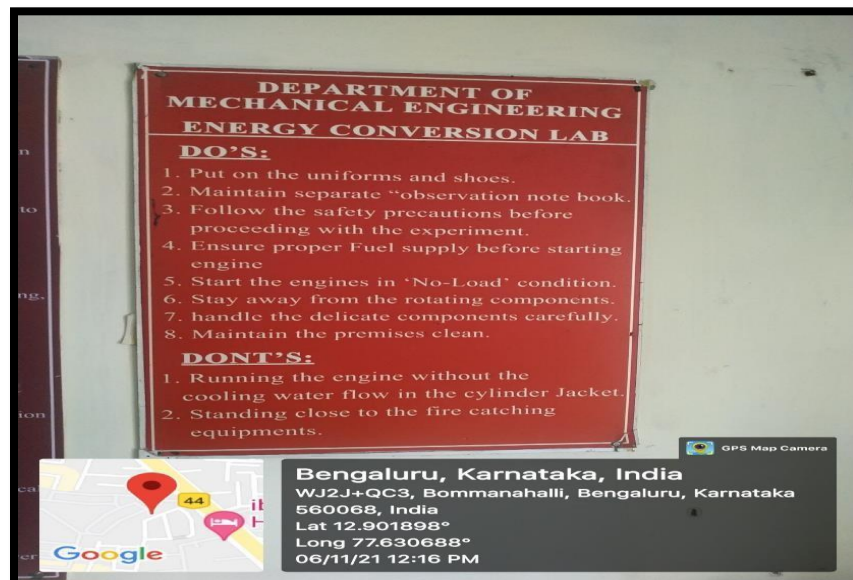 DEPARTMENT OF
MECHANICAL ENGINEERING
ENERGY CONVERSION LAB
DO'S:
1. Put on the uniforms and shoes.
2. Maintain separate “observation note book.
3. Follow the safety precautions before
proceeding with the experiment.
4. Ensure proper Fuel supply before starting
engine
5. Start the engines in ‘No-Load’ condition.
6. Stay away from the rotating components.
7. handle the delicate components carefully.
8. Maintain the premises clean.
DONT'S:
1. Running the engine without the
cooling water flow in the cylinder Jacket.
2. Standing close to the fire catching
equipments.
to
ion
GPS Map Camera
44
Google
Bengaluru, Karnataka, India
WJ2J+QC3, Bommanahalli, Bengaluru, Karnataka
560068, India
Lat 12.901898°
Long 77.630688°
06/11/21 12:16 PM